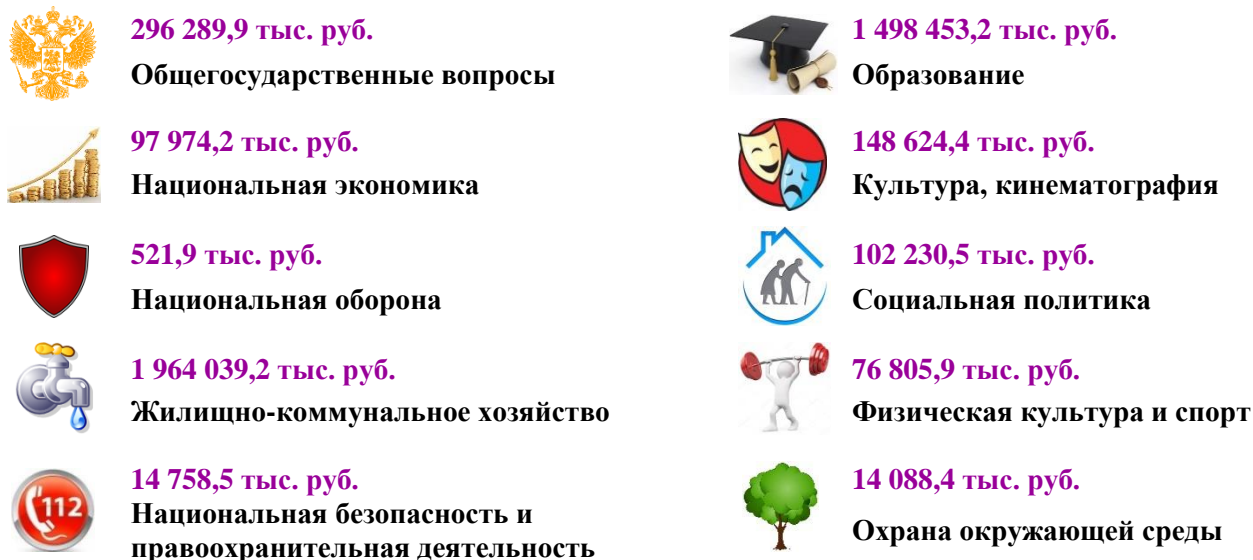 296 289,9 тыс. руб.
Общегосударственные вопросы
97 974,2 тыс. руб.
Национальная экономика
521,9 тыс. руб.
Национальная оборона
1 964 039,2 тыс. руб.
Жилищно-коммунальное хозяйство
112
14 758,5 тыс. руб.
Национальная безопасность и
правоохранительная деятельность
1 498 453,2 тыс. руб.
Образование
148 624,4 тыс. руб.
Культура, кинематография
102 230,5 тыс. руб.
Социальная политика
76 805,9 тыс. руб.
Физическая культура и спорт
14 088,4 тыс. руб.
Охрана окружающей среды